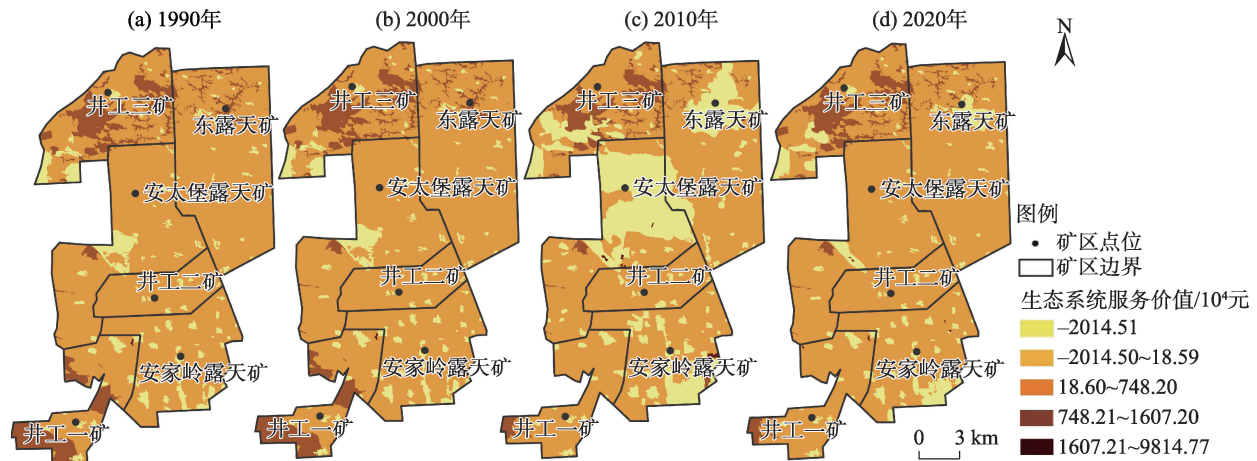 (a) 1990年
(b) 2000年
(c) 2010年
(d) 2020年
N
井工三矿
东露天矿
安太堡露天矿
井工二矿
安家岭露天矿
井工一矿
井工三矿
东露天矿
安太堡露天矿
井工二矿
安家岭露天矿
井工一矿
井工三矿
东露天矿
安太堡露天矿
井工二矿
安家岭露天矿
井工一矿
井工三矿
东露天矿
安太堡露天矿
井工二矿
安家岭露天矿
井工一矿
图例
矿区点位
矿区边界
生态系统服务价值/10⁴元
–2014.51
–2014.50~18.59
18.60~748.20
748.21~1607.20
1607.21~9814.77
0 3 km